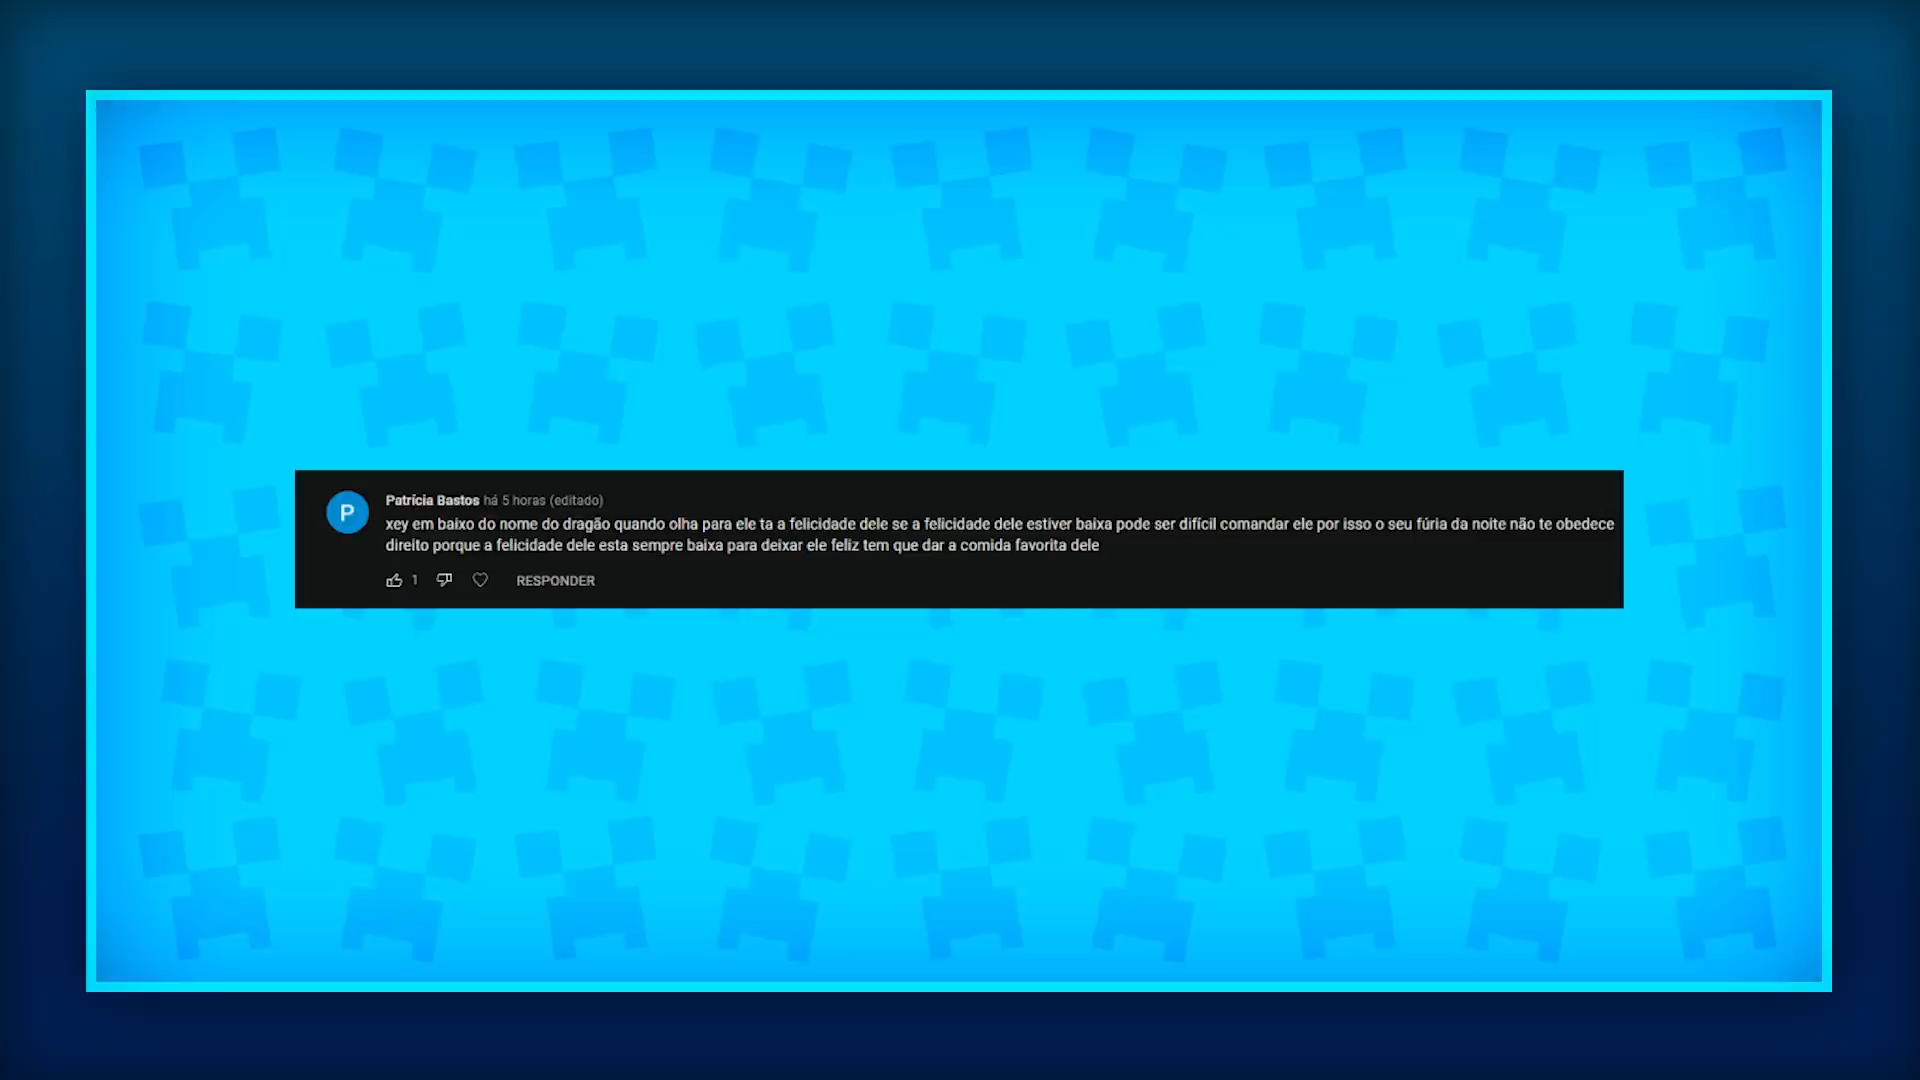 P
Patrícia Bastos há 5 horas (editado)
xey em baixo do nome do dragão quando olha para ele ta a felicidade dele se a felicidade dele estiver baixa pode ser difícil comandar ele por isso o seu fúria da noite não te obedece
direito porque a felicidade dele esta sempre baixa para deixar ele feliz tem que dar a comida favorita dele
1 RESPONDER